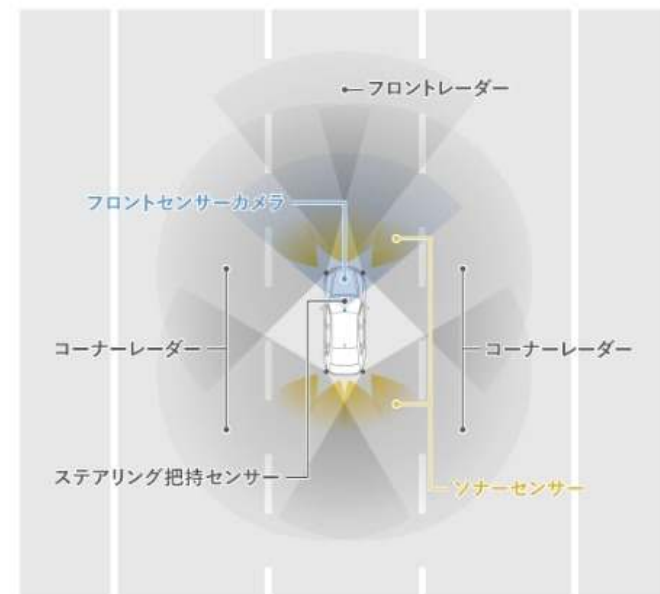 フロントレーダー
フロントセンサーカメラ
コーナーレーダー
コーナーレーダー
ステアリング把持センサー
ソナーセンサー